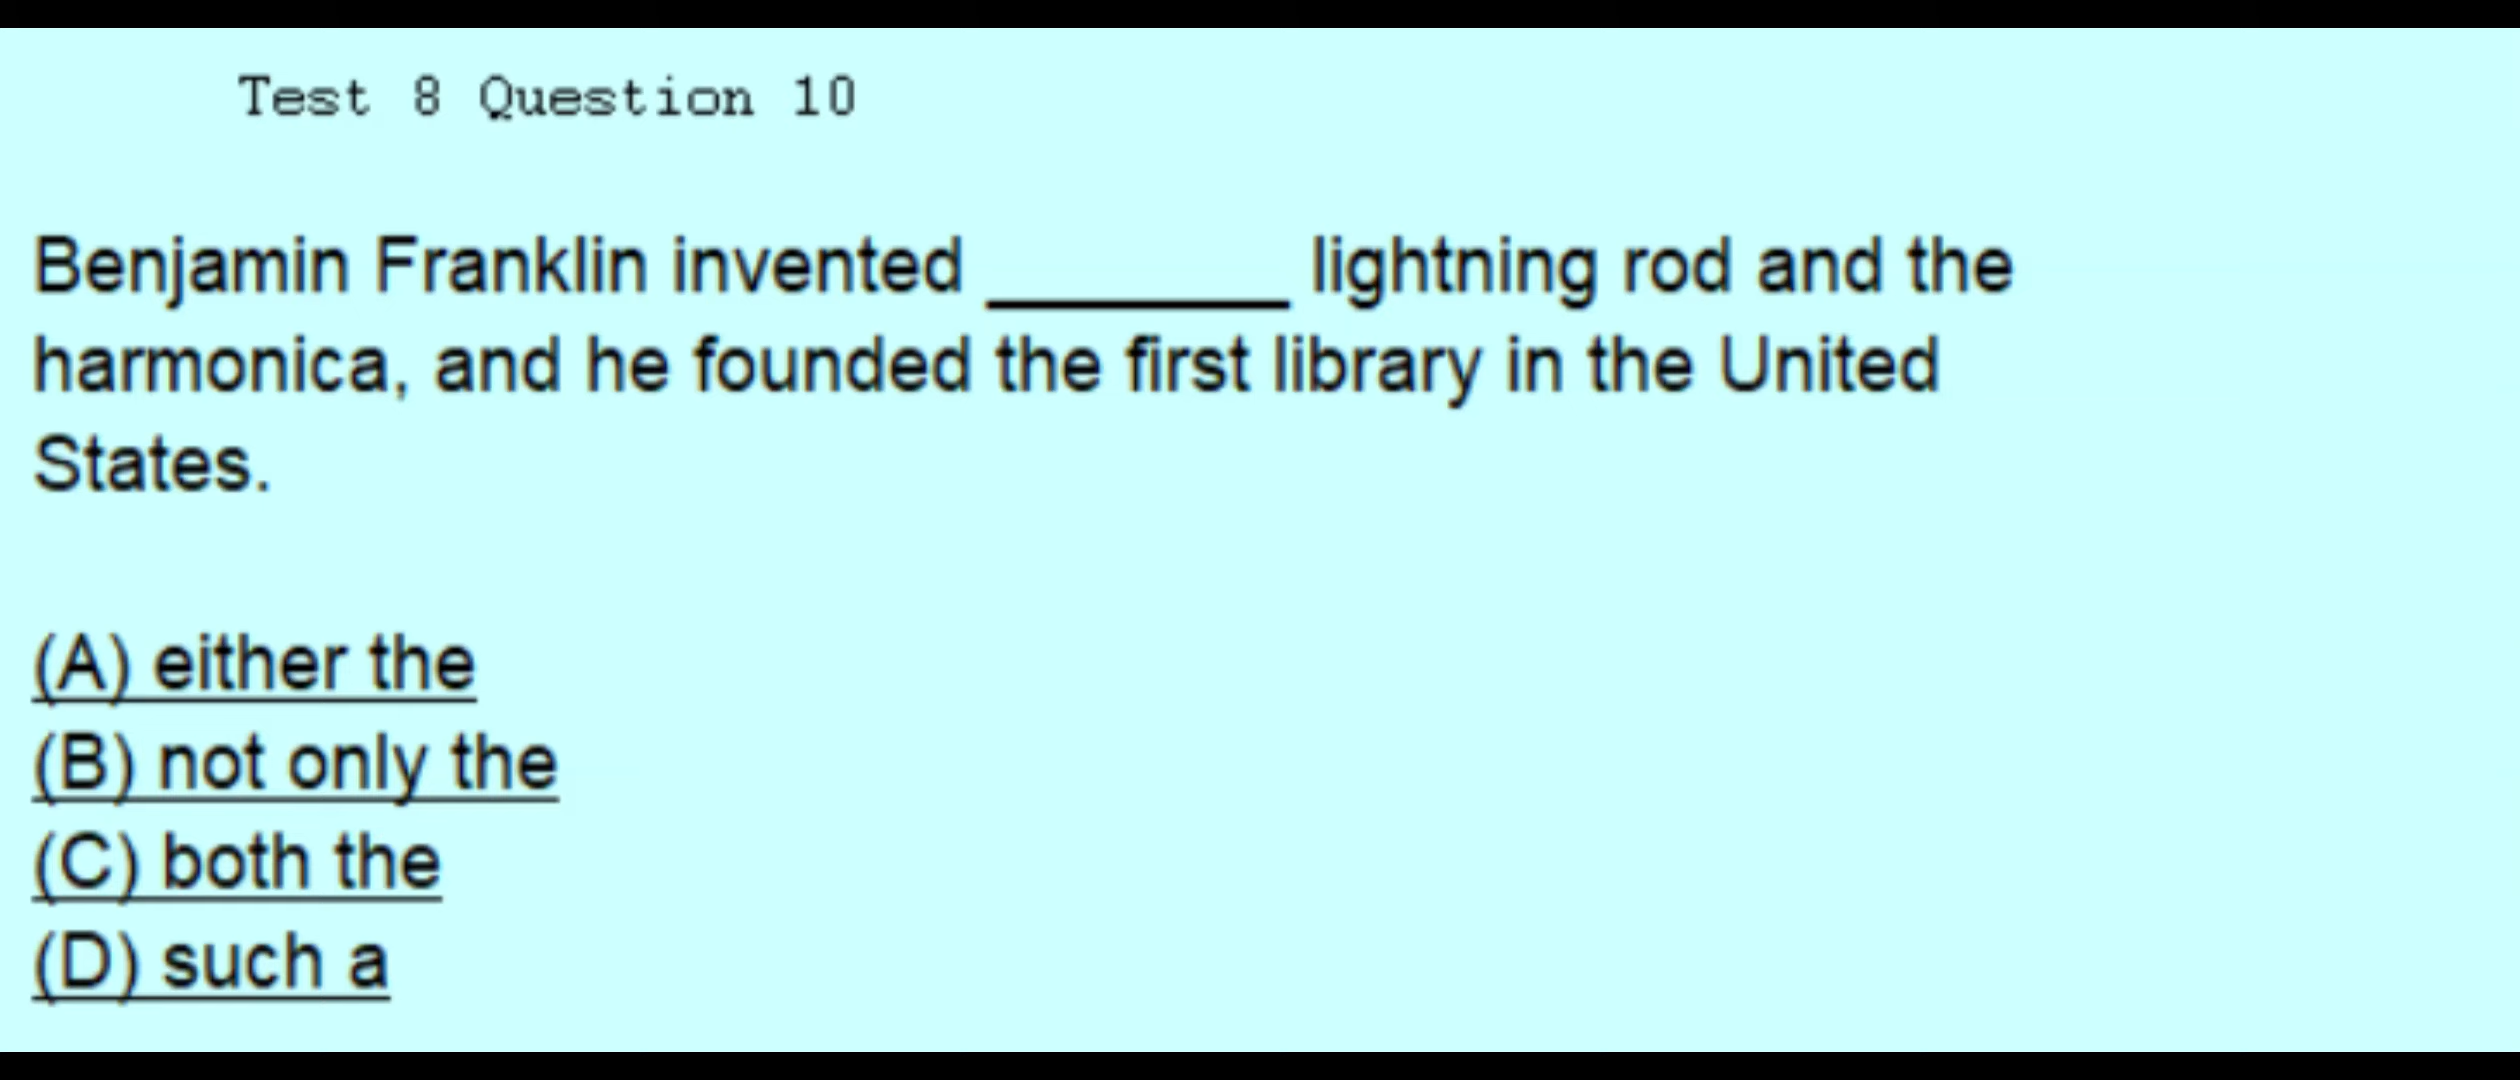 Test 8 Question 10
Benjamin Franklin invented ________ lightning rod and the
harmonica, and he founded the first library in the United
States.
(A) either the
(B) not only the
(C) both the
(D) such a